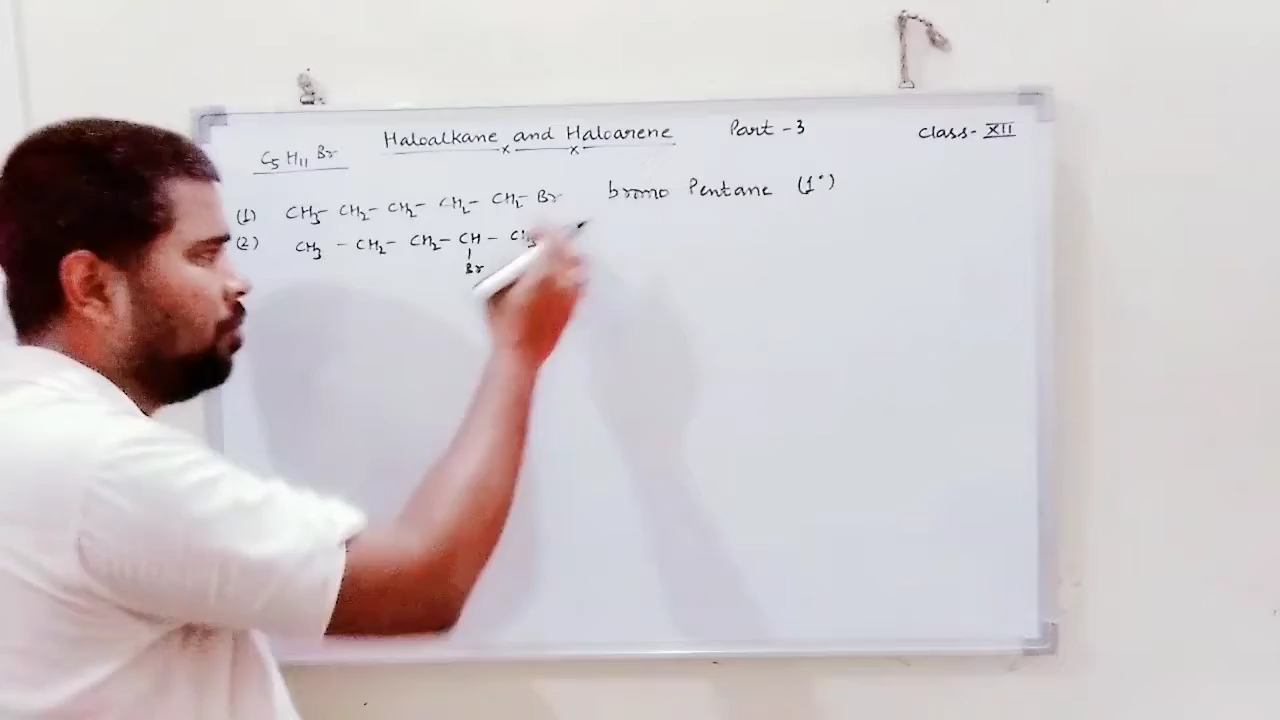 Haloalkane and Haloarene Part - 3 Class - XII
C5 H11 Br
(1) CH3 - CH2 - CH2 - CH2 - CH2 - Br bromo Pentane (1°)
(2) CH3 - CH2 - CH2 - CH - CH3
Br